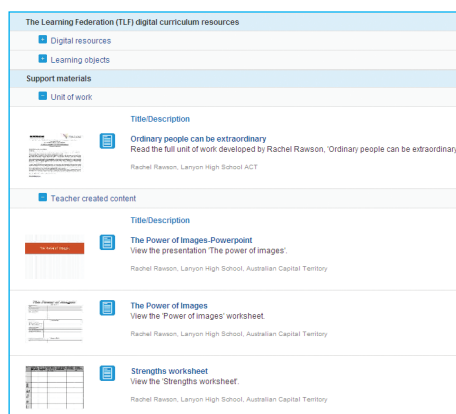 The Learning Federation (TLF) digital curriculum resources
Digital resources
Learning objects
Support materials
Unit of work
Title/Description
Ordinary people can be extraordinary
Read the full unit of work developed by Rachel Rawson, 'Ordinary people can be extraordinary
Rachel Rawson, Lanyon High School ACT
Teacher created content
Title/Description
The Power of Images-Powerpoint
View the presentation 'The power of images'.
Rachel Rawson, Lanyon High School, Australian Capital Territory
The Power of Images
View the 'Power of images' worksheet.
Rachel Rawson, Lanyon High School, Australian Capital Territory
Strengths worksheet
View the 'Strengths worksheet'.
Rachel Rawson, Lanyon High School, Australian Capital Territory